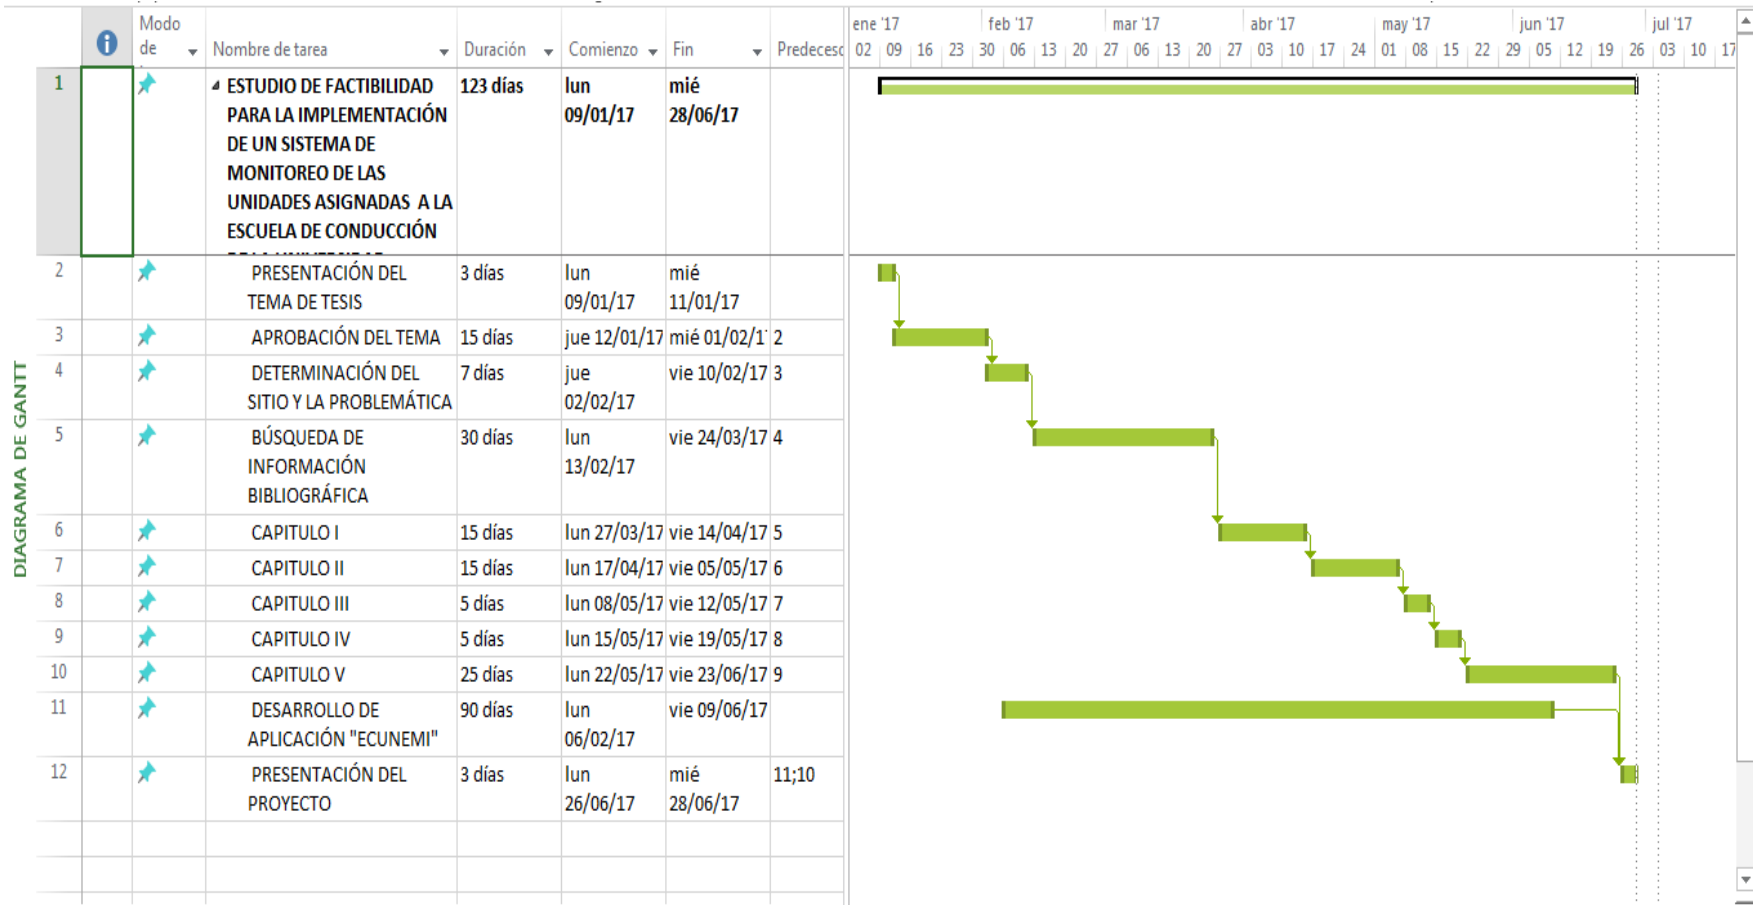 Modo
de
Nombre de tarea
Duración
Comienzo
Fin
Predeceso
ene '17 feb '17 mar '17 abr '17 may '17 jun '17 jul '17
02 09 16 23 30 06 13 20 27 06 13 20 27 03 10 17 24 01 08 15 22 29 05 12 19 26 03 10 17
DIAGRAMA DE GANTT
1 ESTUDIO DE FACTIBILIDAD 123 días lun mié
PARA LA IMPLEMENTACIÓN 09/01/17 28/06/17
DE UN SISTEMA DE
MONITOREO DE LAS
UNIDADES ASIGNADAS A LA
ESCUELA DE CONDUCCIÓN
2 PRESENTACIÓN DEL 3 días lun mié
TEMA DE TESIS 09/01/17 11/01/17
3 APROBACIÓN DEL TEMA 15 días jue 12/01/17 mié 01/02/1 2
4 DETERMINACIÓN DEL 7 días jue vie 10/02/17 3
SITIO Y LA PROBLEMÁTICA 02/02/17
5 BÚSQUEDA DE 30 días lun vie 24/03/17 4
INFORMACIÓN 13/02/17
BIBLIOGRÁFICA
6 CAPITULO I 15 días lun 27/03/17 vie 14/04/17 5
7 CAPITULO II 15 días lun 17/04/17 vie 05/05/17 6
8 CAPITULO III 5 días lun 08/05/17 vie 12/05/17 7
9 CAPITULO IV 5 días lun 15/05/17 vie 19/05/17 8
10 CAPITULO V 25 días lun 22/05/17 vie 23/06/17 9
11 DESARROLLO DE 90 días lun vie 09/06/17
APLICACIÓN "ECUNEMI" 06/02/17
12 PRESENTACIÓN DEL 3 días lun mié 11;10
PROYECTO 26/06/17 28/06/17